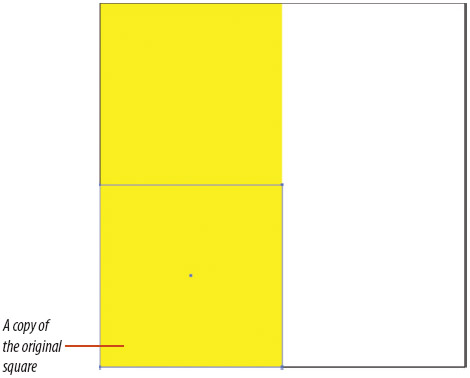 A copy of
the original
square